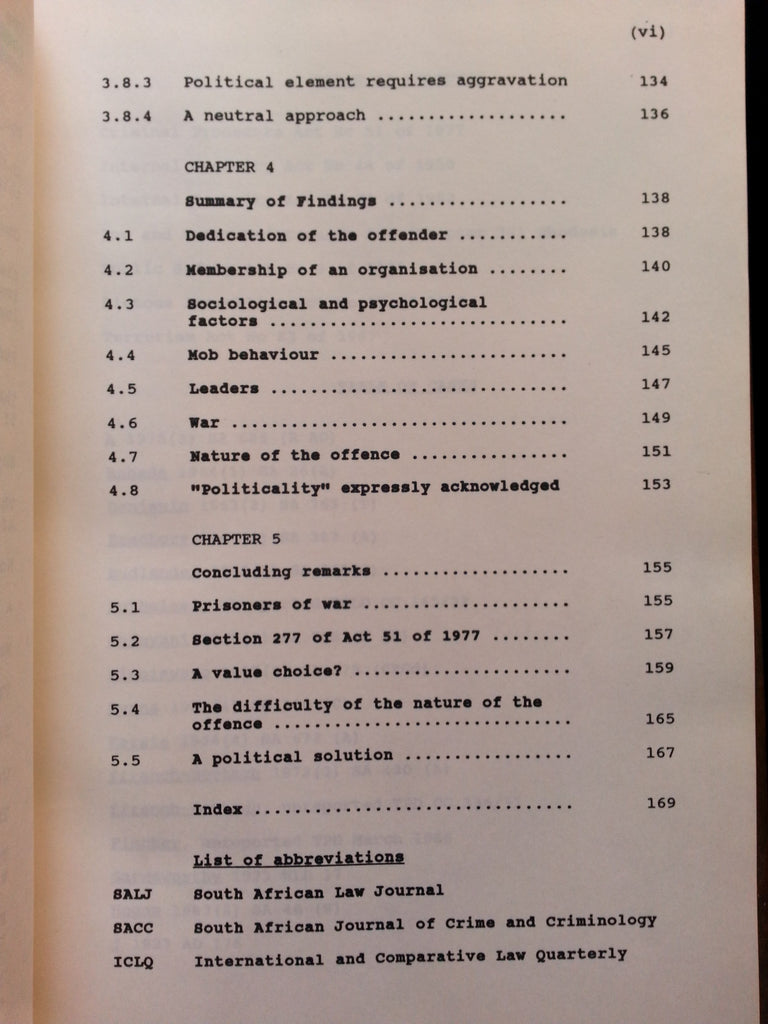 (vi)
3.8.3 Political element requires aggravation 134
3.8.4 A neutral approach ................... 136
CHAPTER 4
Summary of Findings .................. 138
4.1 Dedication of the offender ........... 138
4.2 Membership of an organisation ........ 140
4.3 Sociological and psychological
factors .............................. 142
4.4 Mob behaviour ........................ 145
4.5 Leaders .............................. 147
4.6 War .................................. 149
4.7 Nature of the offence ................ 151
4.8 "Politicality" expressly acknowledged 153
CHAPTER 5
Concluding remarks ................... 155
5.1 Prisoners of war ..................... 155
5.2 Section 277 of Act 51 of 1977 ........ 157
5.3 A value choice? ...................... 159
5.4 The difficulty of the nature of the
offence .............................. 165
5.5 A political solution ................. 167
Index ................................ 169
List of abbreviations
SALJ South African Law Journal
SACC South African Journal of Crime and Criminology
ICLQ International and Comparative Law Quarterly